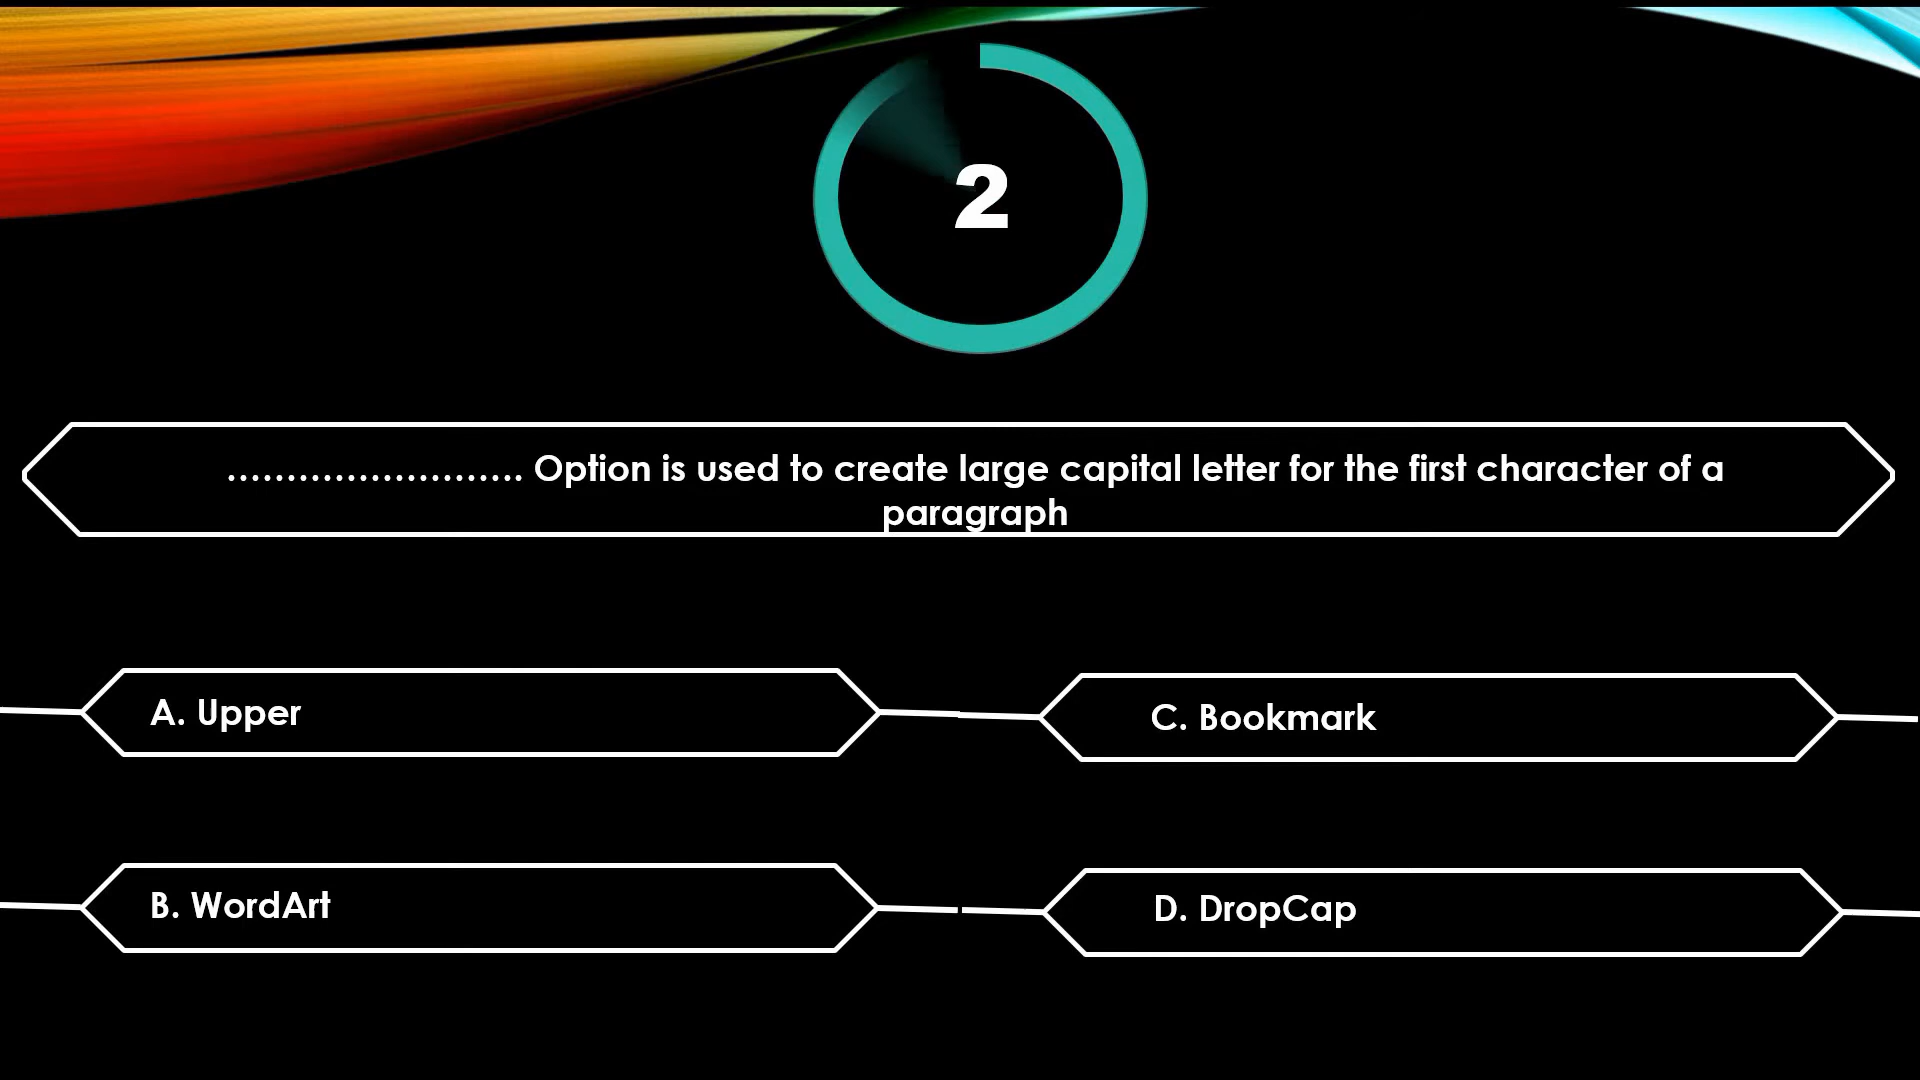 2
......................... Option is used to create large capital letter for the first character of a
paragraph
A. Upper
C. Bookmark
B. WordArt
D. DropCap